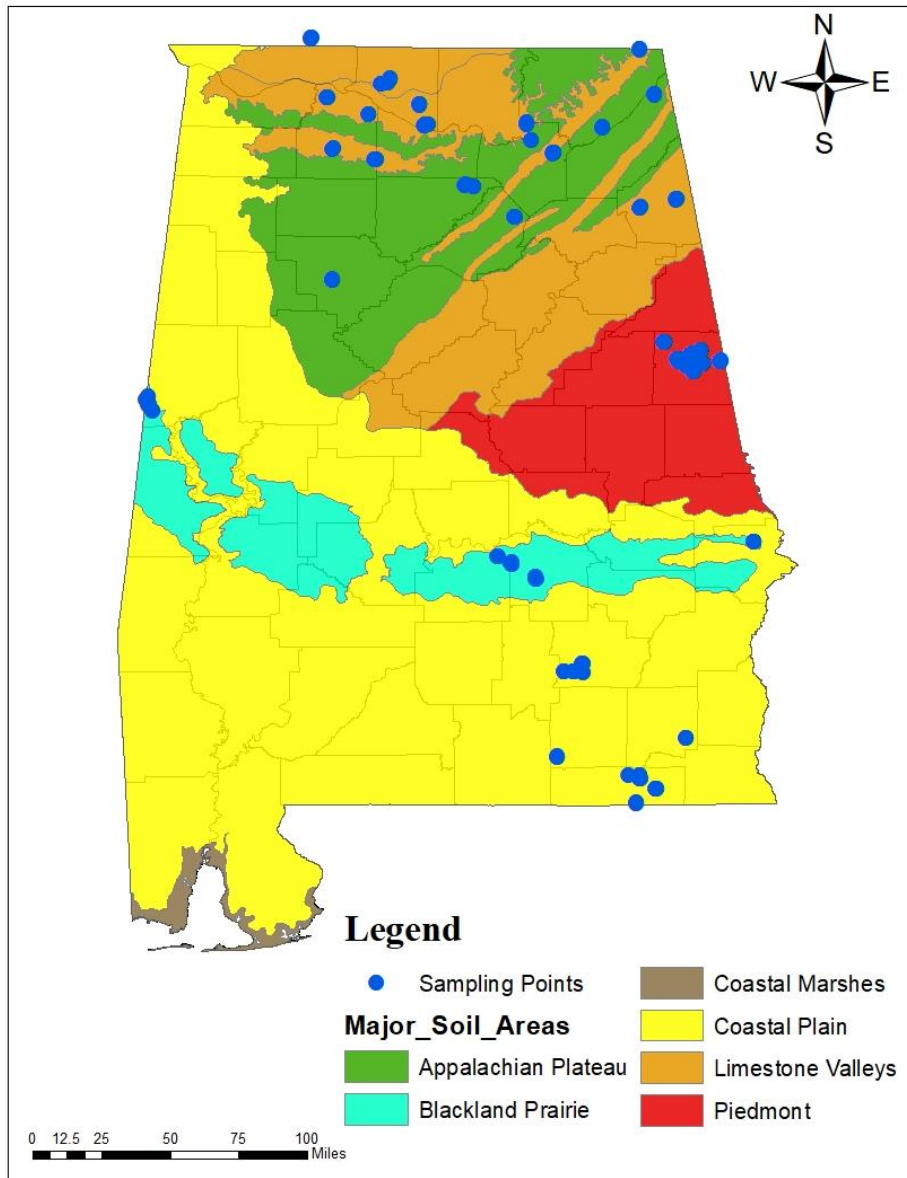 N
W E
S
Legend
Sampling Points
Major_Soil_Areas
Appalachian Plateau
Blackland Prairie
Coastal Marshes
Coastal Plain
Limestone Valleys
Piedmont
0 12.5 25 50 75 100
Miles